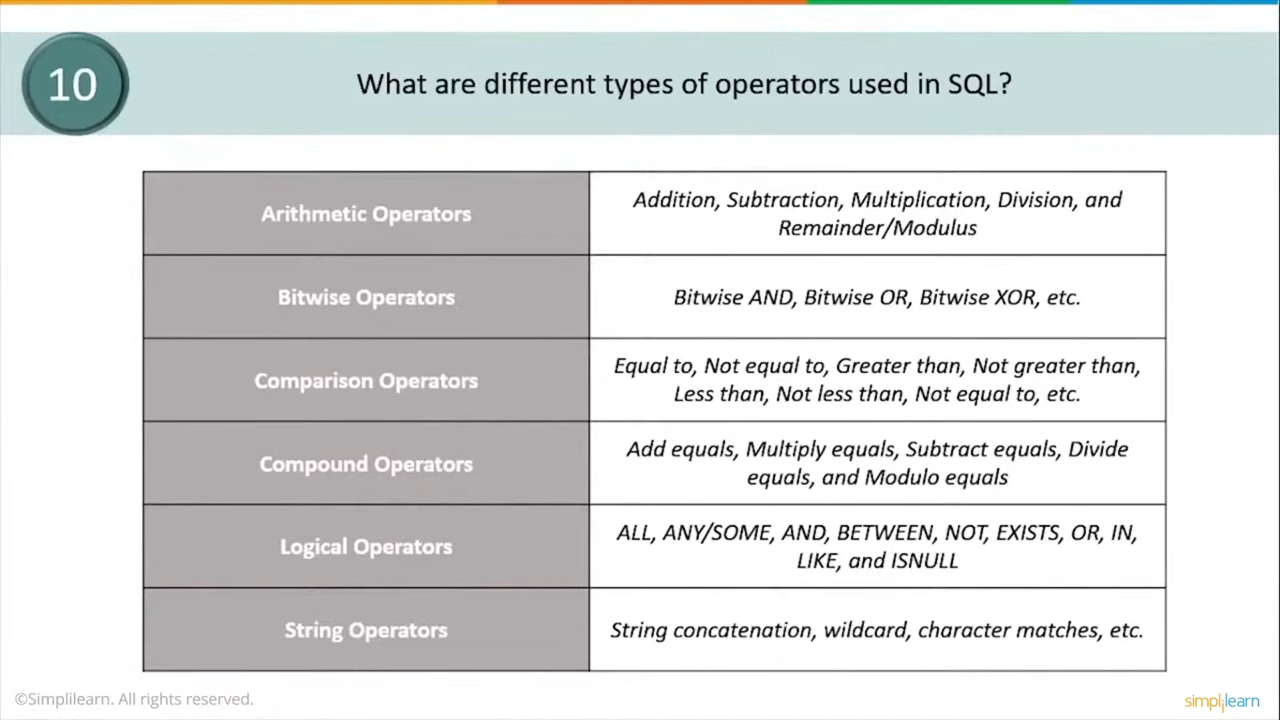 10
What are different types of operators used in SQL?
Arithmetic Operators
Addition, Subtraction, Multiplication, Division, and
Remainder/Modulus
Bitwise Operators
Bitwise AND, Bitwise OR, Bitwise XOR, etc.
Comparison Operators
Equal to, Not equal to, Greater than, Not greater than,
Less than, Not less than, Not equal to, etc.
Compound Operators
Add equals, Multiply equals, Subtract equals, Divide
equals, and Modulo equals
Logical Operators
ALL, ANY/SOME, AND, BETWEEN, NOT, EXISTS, OR, IN,
LIKE, and ISNULL
String Operators
String concatenation, wildcard, character matches, etc.
©Simplilearn. All rights reserved.
simplilearn